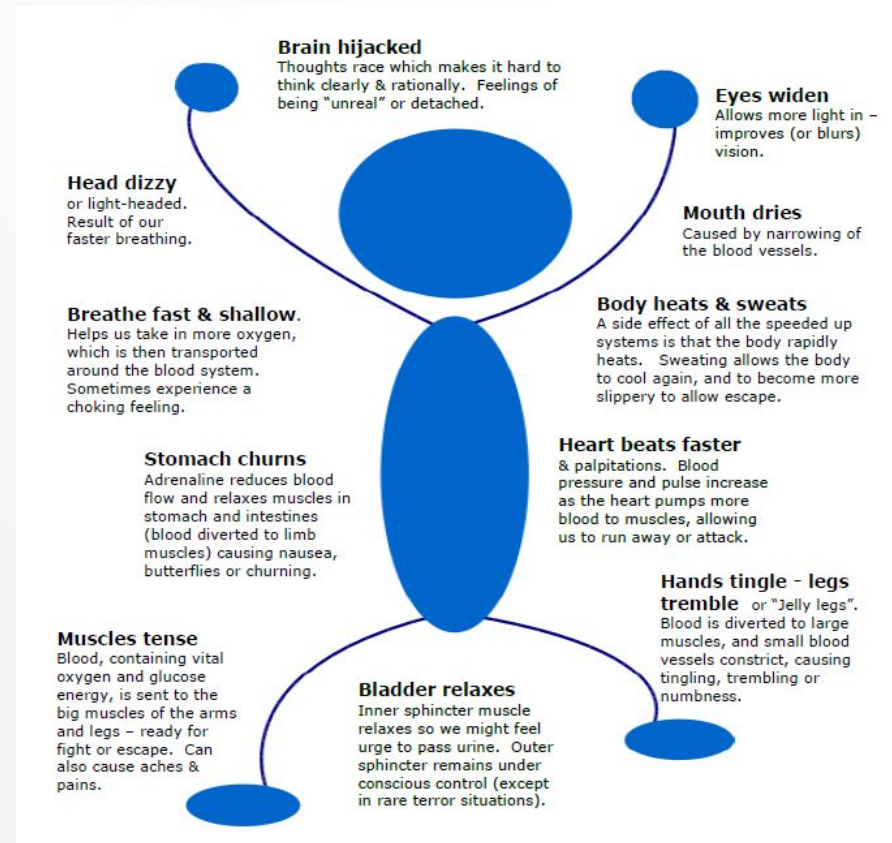 Brain hijacked
Thoughts race which makes it hard to
think clearly & rationally.  Feelings of
being “unreal” or detached.
Eyes widen
Allows more light in –
improves (or blurs)
vision.
Head dizzy
or light-headed.
Result of our
faster breathing.
Mouth dries
Caused by narrowing of
the blood vessels.
Breathe fast & shallow.
Helps us take in more oxygen,
which is then transported
around the blood system.
Sometimes experience a
choking feeling.
Body heats & sweats
A side effect of all the speeded up
systems is that the body rapidly
heats.   Sweating allows the body
to cool again, and to become more
slippery to allow escape.
Stomach churns
Adrenaline reduces blood
flow and relaxes muscles in
stomach and intestines
(blood diverted to limb
muscles) causing nausea,
butterflies or churning.
Heart beats faster
& palpitations.  Blood
pressure and pulse increase
as the heart pumps more
blood to muscles, allowing
us to run away or attack.
Hands tingle - legs
tremble  or “Jelly legs”.
Blood is diverted to large
muscles, and small blood
vessels constrict, causing
tingling, trembling or
numbness.
Muscles tense
Blood, containing vital
oxygen and glucose
energy, is sent to the
big muscles of the arms
and legs – ready for
fight or escape.  Can
also cause aches &
pains.
Bladder relaxes
Inner sphincter muscle
relaxes so we might feel
urge to pass urine.  Outer
sphincter remains under
conscious control (except
in rare terror situations).